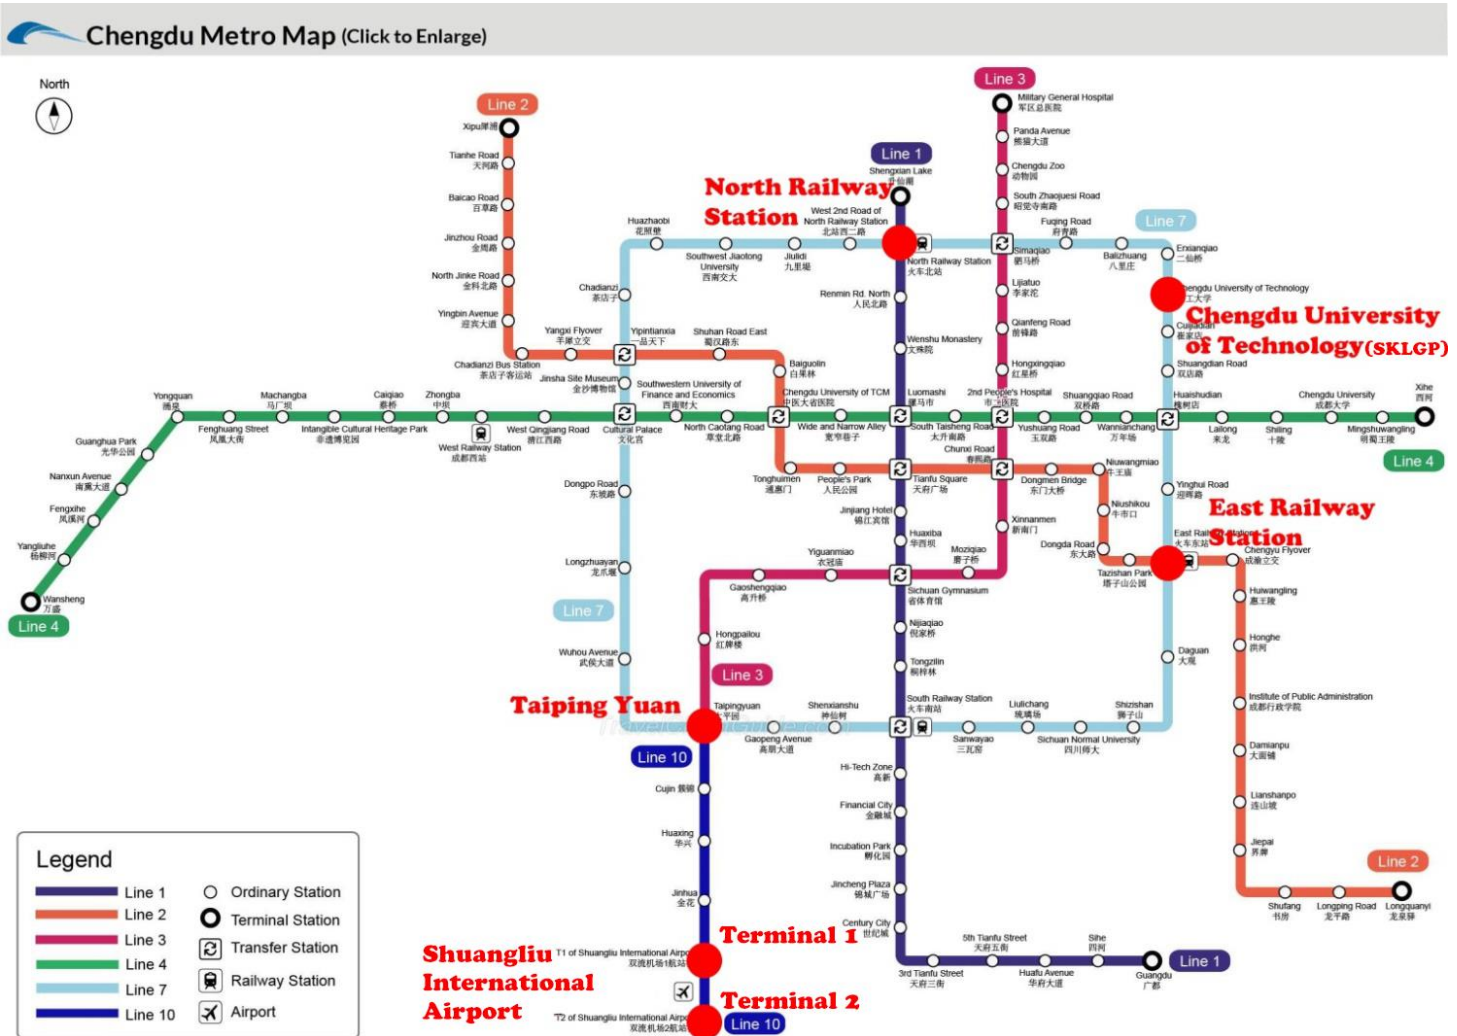 Chengdu Metro Map (Click to Enlarge)
North
Line 3
Military General Hospital
军区总医院
Panda Avenue
熊猫大道
Chengdu Zoo
动物园
South Zhaojuesi Road
昭觉寺南路
Line 2
Xipu犀浦
Tianhe Road
天河路
Baicao Road
百草路
Jinzhou Road
金周路
North Jinke Road
金科北路
Yingbin Avenue
迎宾大道
Line 1
Shengxian Lake
North Railway
Station
West 2nd Road of
North Railway Station
北站西二路
Huazhaobi
花照壁
Southwest Jiaotong
University
西南交大
Jiulidi
九里堤
North Railway Station
火车北站
Simaqiao
驷马桥
Fuqing Road
府青路
Balizhuang
八里庄
Line 7
Erxianqiao
二仙桥
Chengdu University
of Technology(SKLGP)
Chadianzi
茶店子
Renmin Rd. North
人民北路
Lijiatuo
李家沱
Cuijiadian
崔家店
Yangxi Flyover
羊犀立交
Yipintianxia
一品天下
Shuhan Road East
蜀汉路东
Chadianzi Bus Station
茶店子客运站
Baiguolin
白果林
Wenshu Monastery
文殊院
Qianfeng Road
前锋路
Hongxingqiao
红星桥
Shuangdian Road
双店路
Jinsha Site Museum
金沙博物馆
Yongquan
涌泉
Machangba
马厂坝
Caiqiao
蔡桥
Zhongba
中坝
Southwestern University of
Finance and Economics
西南财大
Chengdu University of TCM
中医大省医院
Luomashi
骡马市
2nd People's Hospital
Shuangqiao Road
双桥路
Huaishudian
槐树店
Chengdu University
成都大学
Xihe
西河
Fenghuang Street
凤凰大街
Intangible Cultural Heritage Park
非遗博览园
West Railway Station
成都西站
West Qingjiang Road
清江西路
Cultural Palace
文化宫
North Caotang Road
草堂北路
Wide and Narrow Alley
宽窄巷子
South Taisheng Road
太升南路
Yushuang Road
玉双路
Wannianchang
万年场
Lailong
来龙
Shiling
十陵
Mingshuwangling
明蜀王陵
Line 4
Guanghua Park
光华公园
Nanxun Avenue
南薰大道
Fengxihe
凤溪河
Yangliuhe
杨柳河
Wansheng
万盛
Line 4
Chunxi Road
春熙路
Tonghuimen
通惠门
People's Park
人民公园
Tianfu Square
天府广场
Dongmen Bridge
东门大桥
Niuwangmiao
牛王庙
Niushikou
牛市口
Dongda Road
东大路
Tazishan Park
塔子山公园
Yinghui Road
迎晖路
East Railway
Station
Chengyu Flyover
成渝立交
Dongpo Road
东坡路
Jinjiang Hotel
锦江宾馆
Huaxiba
华西坝
Xinnanmen
新南门
Longzhuayan
龙爪堰
Gaoshengqiao
高升桥
Yiguanmiao
衣冠庙
Moziqiao
磨子桥
Sichuan Gymnasium
省体育馆
Line 7
Huiwangling
惠王陵
Honghe
洪河
Hongpailou
红牌楼
Nijiaqiao
倪家桥
Wuhou Avenue
武侯大道
Tongzilin
桐梓林
Daguan
大观
Line 3
Taiping Yuan
Taipingyuan
Gaopeng Avenue
高朋大道
Shenxianshu
神仙树
South Railway Station
火车南站
Sanwayao
三瓦窑
Liulichang
琉璃场
Sichuan Normal University
四川师大
Shizishan
狮子山
Institute of Public Administration
成都行政学院
Damianpu
大面铺
Lianshanpo
连山坡
Jiepai
界牌
Line 2
Shufang
书房
Longping Road
龙平路
Longquanyi
龙泉驿
Line 10
Cujin 簇锦
Huaxing
华兴
Jinhua
金花
Hi-Tech Zone
高新
Financial City
金融城
Incubation Park
孵化园
Jincheng Plaza
锦城广场
Century City
世纪城
3rd Tianfu Street
天府三街
5th Tianfu Street
天府五街
Huafu Avenue
华府大道
Sihe
四河
Guangdu
广都
Line 1
Terminal 1
Shuangliu
International
Airport
T1 of Shuangliu International Airpo
双流机场1航站
Terminal 2
T2 of Shuangliu International Airpo
双流机场2航站
Line 10
Legend
Line 1
Line 2
Line 3
Line 4
Line 7
Line 10
Ordinary Station
Terminal Station
Transfer Station
Railway Station
Airport